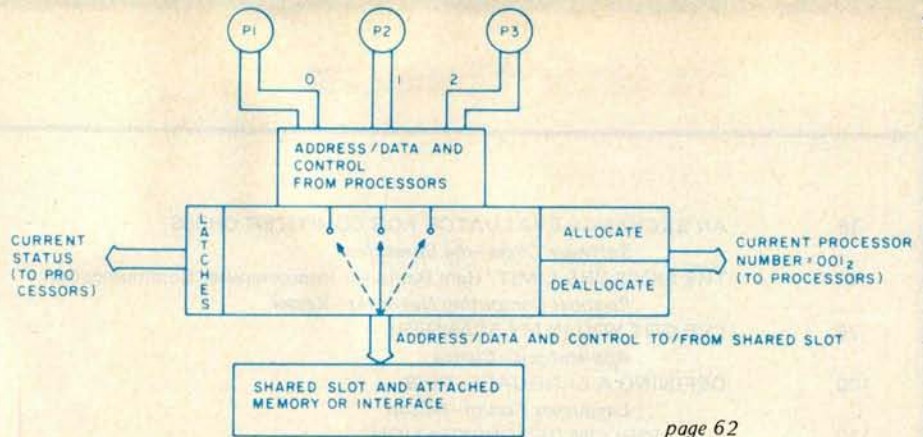 P1
P2
P3
0
1
2
ADDRESS/DATA AND
CONTROL
FROM PROCESSORS
LATCHES
CURRENT
STATUS
(TO PRO
CESSORS)
ALLOCATE
DEALLOCATE
CURRENT PROCESSOR
NUMBER = 001₂
(TO PROCESSORS)
ADDRESS/DATA AND CONTROL TO/FROM SHARED SLOT
SHARED SLOT AND ATTACHED
MEMORY OR INTERFACE
page 62